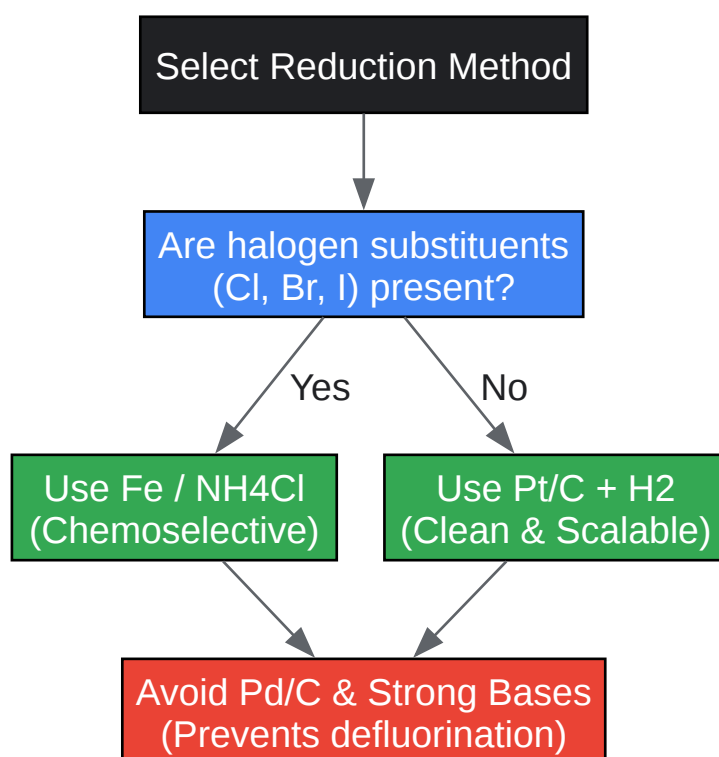 Select Reduction Method
Are halogen substituents
(Cl, Br, I) present?
Yes
No
Use Fe / NH4Cl
(Chemoselective)
Use Pt/C + H2
(Clean & Scalable)
Avoid Pd/C & Strong Bases
(Prevents defluorination)